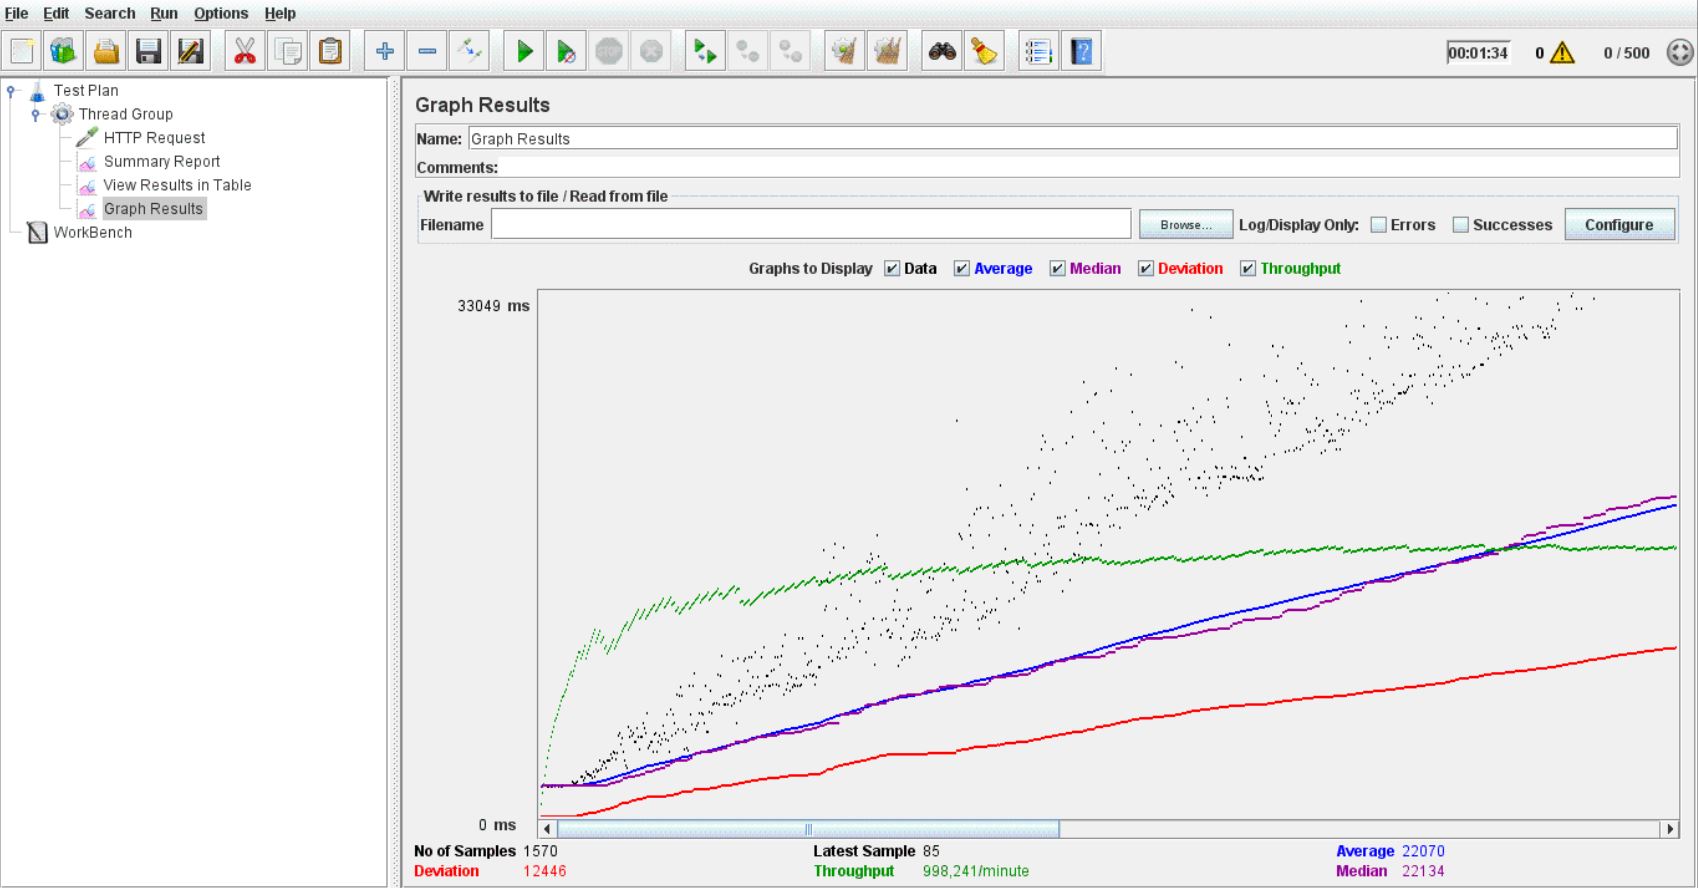 File Edit Search Run Options Help
STOP 00:01:34 0 0 / 500
Test Plan
Thread Group
HTTP Request
Summary Report
View Results in Table
Graph Results
WorkBench
Graph Results
Name: Graph Results
Comments:
Write results to file / Read from file
Filename Browse... Log/Display Only: Errors Successes Configure
Graphs to Display Data Average Median Deviation Throughput
33049 ms
0 ms
No of Samples 1570 Latest Sample 85 Average 22070
Deviation 12446 Throughput 998,241/minute Median 22134